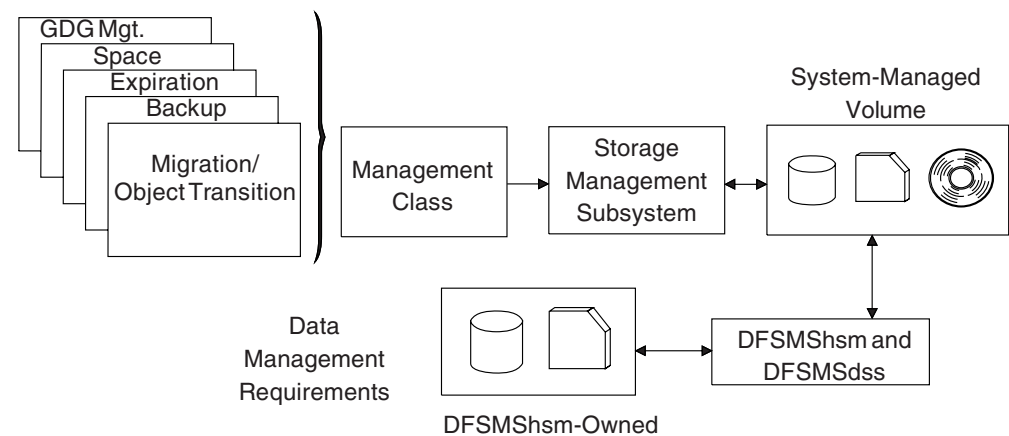 GDG Mgt.
Space
Expiration
Backup
Migration/
Object Transition
Management
Class
Storage
Management
Subsystem
System-Managed
Volume
DFSMShsm and
DFSMSdss
Data
Management
Requirements
DFSMShsm-Owned